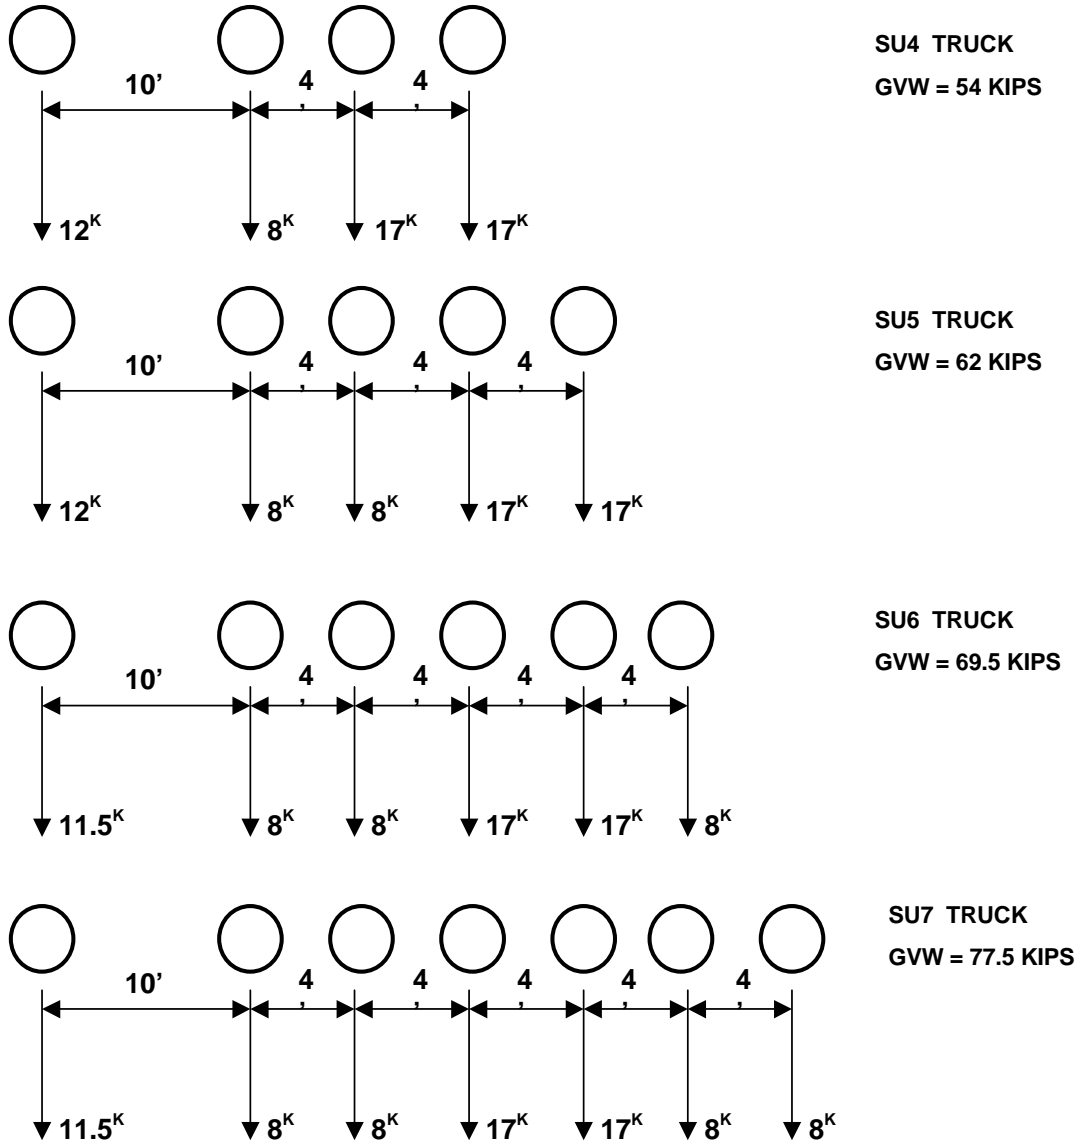 SU4 TRUCK
GVW = 54 KIPS
10’ 4’ 4’
12K 8K 17K 17K
SU5 TRUCK
GVW = 62 KIPS
10’ 4’ 4’ 4’
12K 8K 8K 17K 17K
SU6 TRUCK
GVW = 69.5 KIPS
10’ 4’ 4’ 4’ 4’
11.5K 8K 8K 17K 17K 8K
SU7 TRUCK
GVW = 77.5 KIPS
10’ 4’ 4’ 4’ 4’ 4’
11.5K 8K 8K 17K 17K 8K 8K